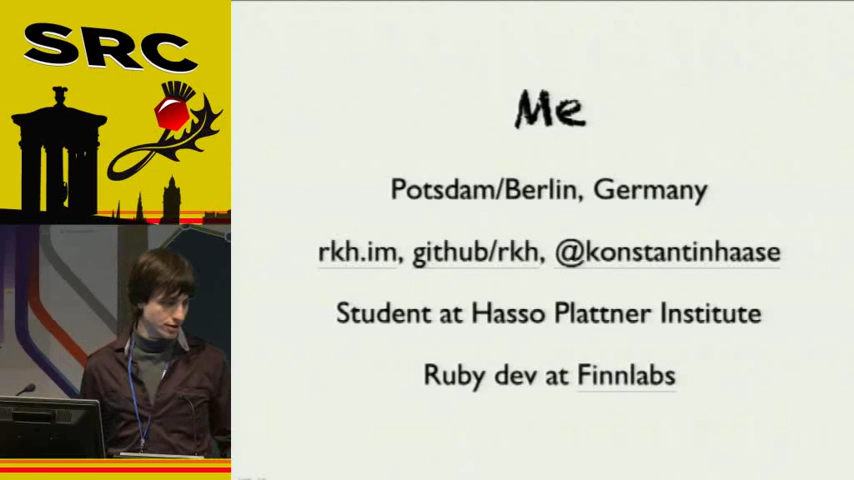 SRC
Me
Potsdam/Berlin, Germany
rkh.im, github/rkh, @konstantinhaase
Student at Hasso Plattner Institute
Ruby dev at Finnlabs